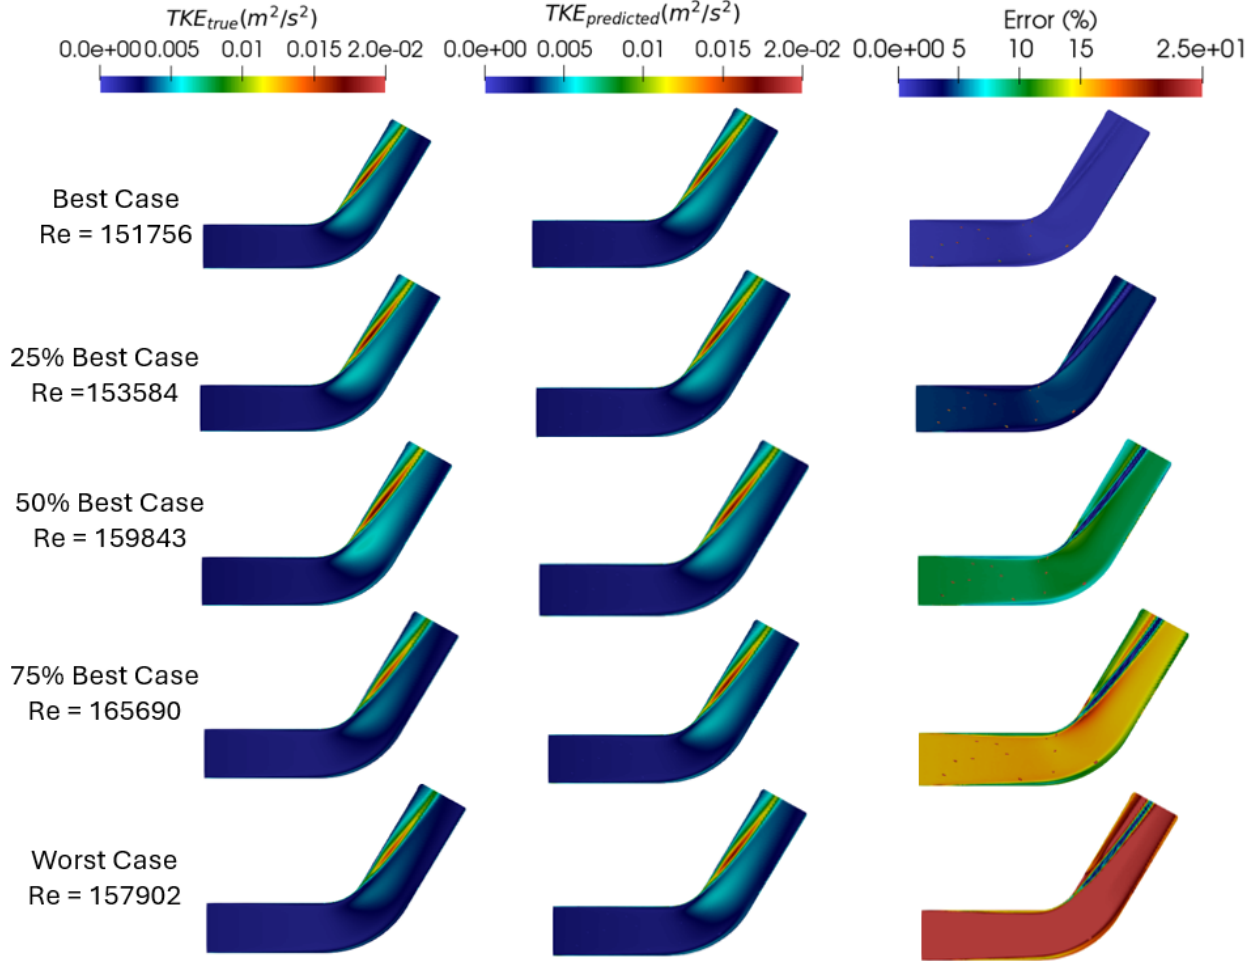 TKE_true(m²/s²)
TKE_predicted(m²/s²)
Error (%)
0.0e+00 0.005 0.01 0.015 2.0e-02
0.0e+00 0.005 0.01 0.015 2.0e-02
0.0e+00 5 10 15 2.5e+01
Best Case
Re = 151756
25% Best Case
Re =153584
50% Best Case
Re = 159843
75% Best Case
Re = 165690
Worst Case
Re = 157902